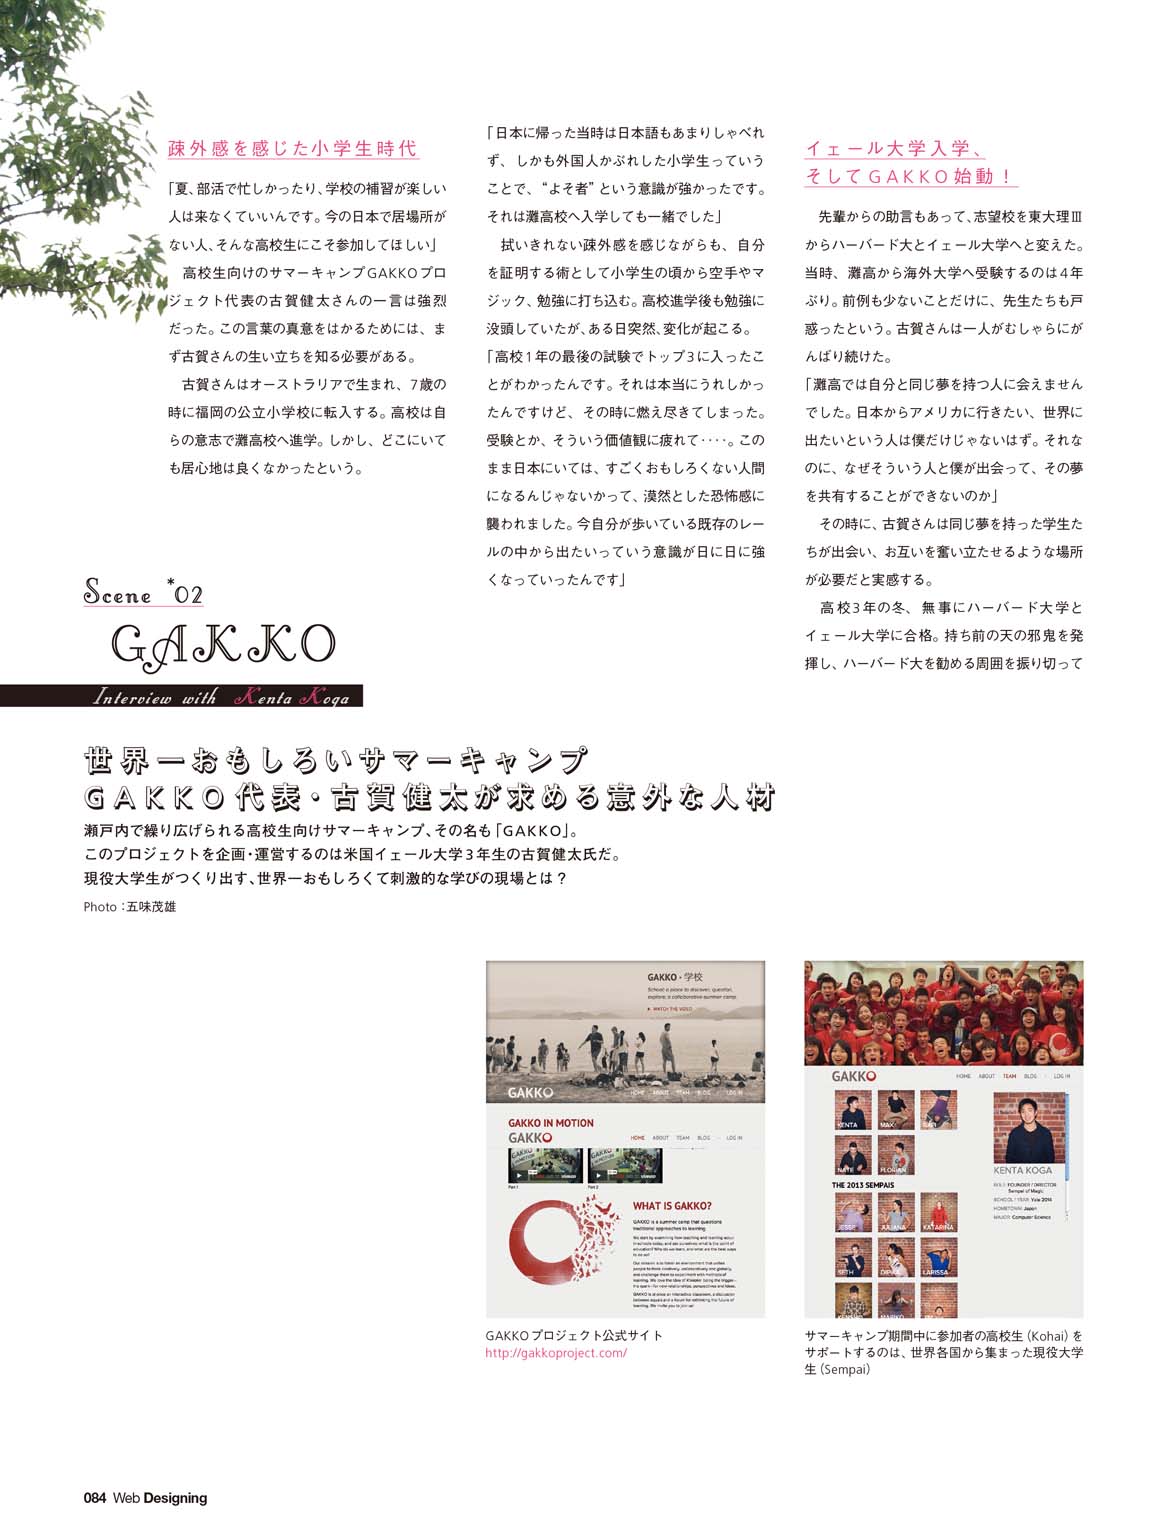 疎外感を感じた小学生時代
「夏、部活で忙しかったり、学校の補習が楽しい
人は来なくていいんです。今の日本で居場所が
ない人、そんな高校生にこそ参加してほしい」
高校生向けのサマーキャンプGAKKOプロ
ジェクト代表の古賀健太さんの一言は強烈
だった。この言葉の真意をはかるためには、ま
ず古賀さんの生い立ちを知る必要がある。
古賀さんはオーストラリアで生まれ、7歳の
時に福岡の公立小学校に転入する。高校は自
らの意志で灘高校へ進学。しかし、どこにいて
も居心地は良くなかったという。
「日本に帰った当時は日本語もあまりしゃべれ
ず、しかも外国人かぶれした小学生っていう
ことで、“よそ者”という意識が強かったです。
それは灘高校へ入学しても一緒でした」
拭いきれない疎外感を感じながらも、自分
を証明する術として小学生の頃から空手やマ
ジック、勉強に打ち込む。高校進学後も勉強に
没頭していたが、ある日突然、変化が起こる。
「高校1年の最後の試験でトップ3に入ったこ
とがわかったんです。それは本当にうれしかっ
たんですけど、その時に燃え尽きてしまった。
受験とか、そういう価値観に疲れて‥‥。この
まま日本にいては、すごくおもしろくない人間
になるんじゃないかって、漠然とした恐怖感に
襲われました。今自分が歩いている既存のレー
ルの中から出たいっていう意識が日に日に強
くなっていったんです」
イェール大学入学、
そしてGAKKO始動！
先輩からの助言もあって、志望校を東大理Ⅲ
からハーバード大とイェール大学へと変えた。
当時、灘高から海外大学へ受験するのは4年
ぶり。前例も少ないことだけに、先生たちも戸
惑ったという。古賀さんは一人がむしゃらにが
んばり続けた。
「灘高では自分と同じ夢を持つ人に会えません
でした。日本からアメリカに行きたい、世界に
出たいという人は僕だけじゃないはず。それな
のに、なぜそういう人と僕が出会って、その夢
を共有することができないのか」
その時に、古賀さんは同じ夢を持った学生た
ちが出会い、お互いを奮い立たせるような場所
が必要だと実感する。
高校3年の冬、無事にハーバード大学と
イェール大学に合格。持ち前の天の邪鬼を発
揮し、ハーバード大を勧める周囲を振り切って
Scene *02
GAKKO
Interview with Kenta Koga
世界一おもしろいサマーキャンプ
GAKKO代表・古賀健太が求める意外な人材
瀬戸内で繰り広げられる高校生向けサマーキャンプ、その名も「GAKKO」。
このプロジェクトを企画・運営するのは米国イェール大学3年生の古賀健太氏だ。
現役大学生がつくり出す、世界一おもしろくて刺激的な学びの現場とは？
Photo：五味茂雄
GAKKO・学校
School: a place to discover, question,
explore; a collaborative summer camp.
WATCH THE VIDEO
GAKKO
HOME ABOUT TEAM BLOG LOG IN
GAKKO IN MOTION
GAKKO
HOME ABOUT TEAM BLOG LOG IN
Part 1
Part 2
WHAT IS GAKKO?
GAKKO is a summer camp that questions
traditional approaches to learning.
GAKKOプロジェクト公式サイト
http://gakkoproject.com/
GAKKO
HOME ABOUT TEAM BLOG LOG IN
KENTA
MAX
NATE
FLORIAN
KENTA KOGA
ROLE: FOUNDER / DIRECTOR
Sempai of Magic
SCHOOL / YEAR: Yale 2014
HOMETOWN: Japan
MAJOR: Computer Science
THE 2013 SEMPAIS
JESSE
JULIANA
KATARINA
SETH
DIPIKA
LARISSA
サマーキャンプ期間中に参加者の高校生（Kohai）を
サポートするのは、世界各国から集まった現役大学
生（Sempai）
084 Web Designing